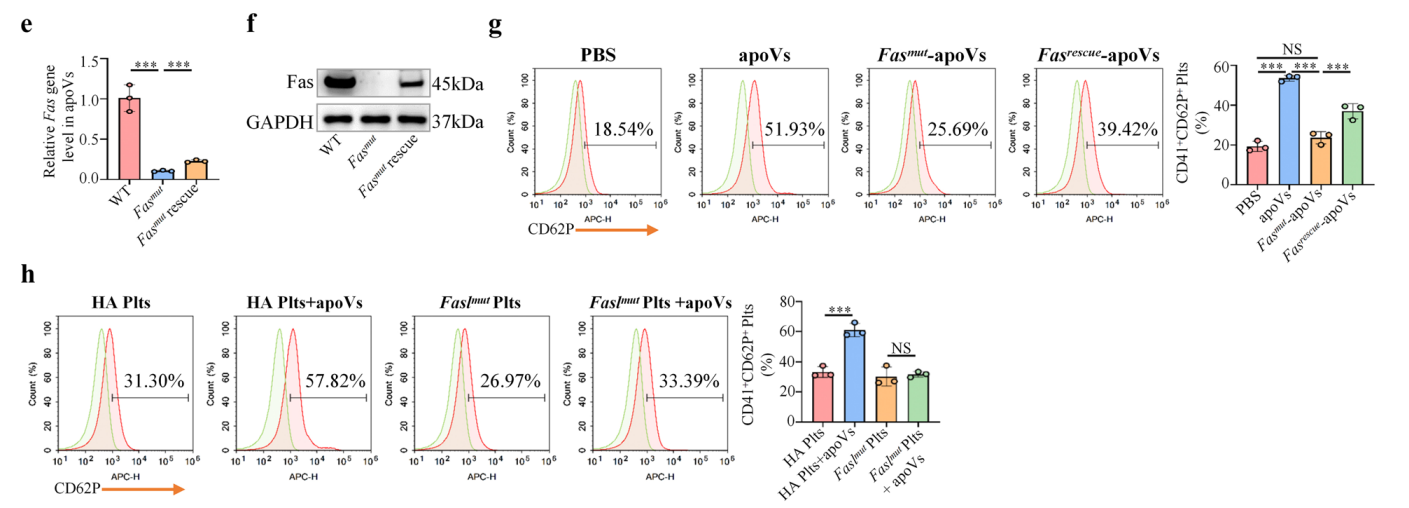 e
Relative Fas gene
level in apoVs
1.5
1.0
0.5
0.0
***
***
WT
Fasmut
Fasmut rescue
f
Fas
45kDa
GAPDH
37kDa
WT
Fasmut
Fasmut rescue
g
PBS
apoVs
Fasmut-apoVs
Fasrescue-apoVs
Count (%)
100
80
60
40
20
0
18.54%
10¹ 10² 10³ 10⁴ 10⁵ 10⁶
APC-H
Count (%)
100
80
60
40
20
0
51.93%
10¹ 10² 10³ 10⁴ 10⁵ 10⁶
APC-H
Count (%)
100
80
60
40
20
0
25.69%
10¹ 10² 10³ 10⁴ 10⁵ 10⁶
APC-H
Count (%)
100
80
60
40
20
0
39.42%
10¹ 10² 10³ 10⁴ 10⁵ 10⁶
APC-H
CD62P
CD41⁺CD62P⁺ Plts
(%)
60
40
20
0
NS
*** *** ***
PBS
apoVs
Fasmut-apoVs
Fasrescue-apoVs
h
HA Plts
HA Plts+apoVs
Faslmut Plts
Faslmut Plts +apoVs
Count (%)
100
80
60
40
20
0
31.30%
10¹ 10² 10³ 10⁴ 10⁵ 10⁶
APC-H
Count (%)
100
80
60
40
20
0
57.82%
10¹ 10² 10³ 10⁴ 10⁵ 10⁶
APC-H
Count (%)
100
80
60
40
20
0
26.97%
10¹ 10² 10³ 10⁴ 10⁵ 10⁶
APC-H
Count (%)
100
80
60
40
20
0
33.39%
10¹ 10² 10³ 10⁴ 10⁵ 10⁶
APC-H
CD62P
CD41⁺CD62P⁺ Plts
(%)
80
60
40
20
0
***
NS
HA Plts
HA Plts+apoVs
Faslmut Plts
Faslmut Plts
+ apoVs